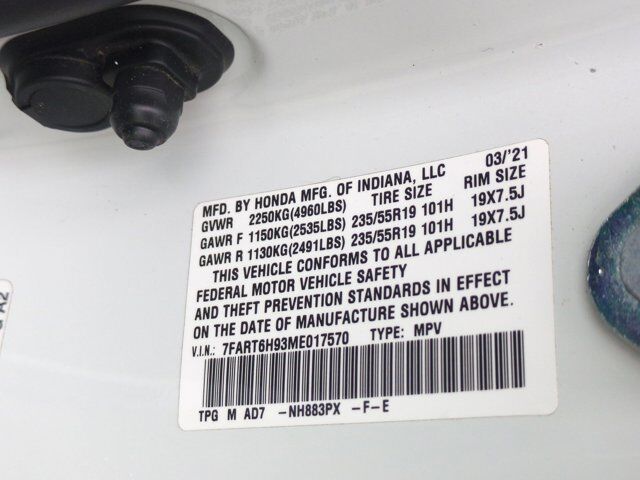 MFD. BY HONDA MFG. OF INDIANA, LLC 03/'21
GVWR 2250KG(4960LBS) TIRE SIZE RIM SIZE
GAWR F 1150KG(2535LBS) 235/55R19 101H 19X7.5J
GAWR R 1130KG(2491LBS) 235/55R19 101H 19X7.5J
THIS VEHICLE CONFORMS TO ALL APPLICABLE
FEDERAL MOTOR VEHICLE SAFETY
AND THEFT PREVENTION STANDARDS IN EFFECT
ON THE DATE OF MANUFACTURE SHOWN ABOVE.
V.I.N.: 7FART6H93ME017570 TYPE: MPV
TPG M AD7 -NH883PX -F-E